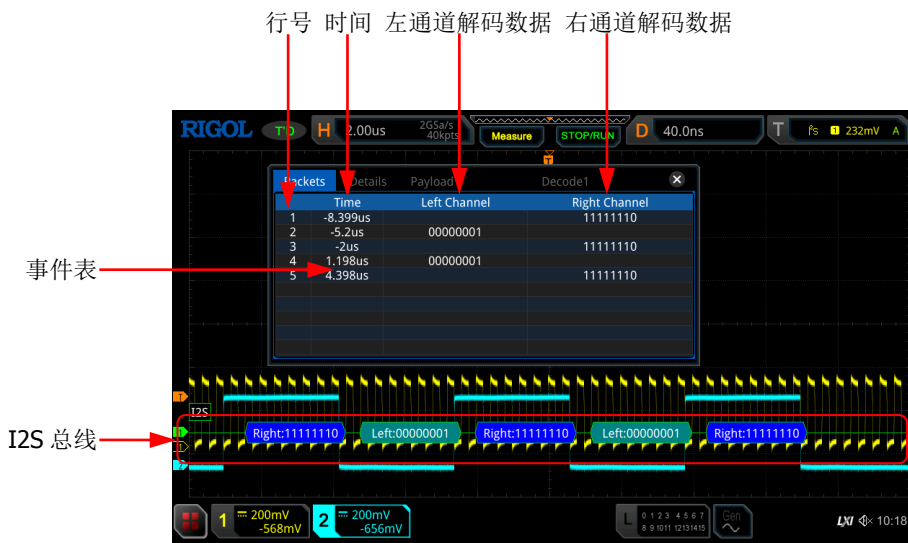 行号 时间 左通道解码数据 右通道解码数据
RIGOL T'D H 2.00us 2GSa/s 40kpts Measure STOP/RUN D 40.0ns T 1 232mV A
T
Packets Details Payload Decode1
Time Left Channel Right Channel
1 -8.399us 11111110
2 -5.2us 00000001
3 -2us 11111110
4 1.198us 00000001
5 4.398us 11111110
事件表
T
I2S
I2S 总线
Right:11111110 Left:00000001 Right:11111110 Left:00000001 Right:11111110
1 200mV -568mV 2 200mV -656mV L 0 1 2 3 4 5 6 7 8 9 10 11 12 13 14 15 Gen LXI 10:18